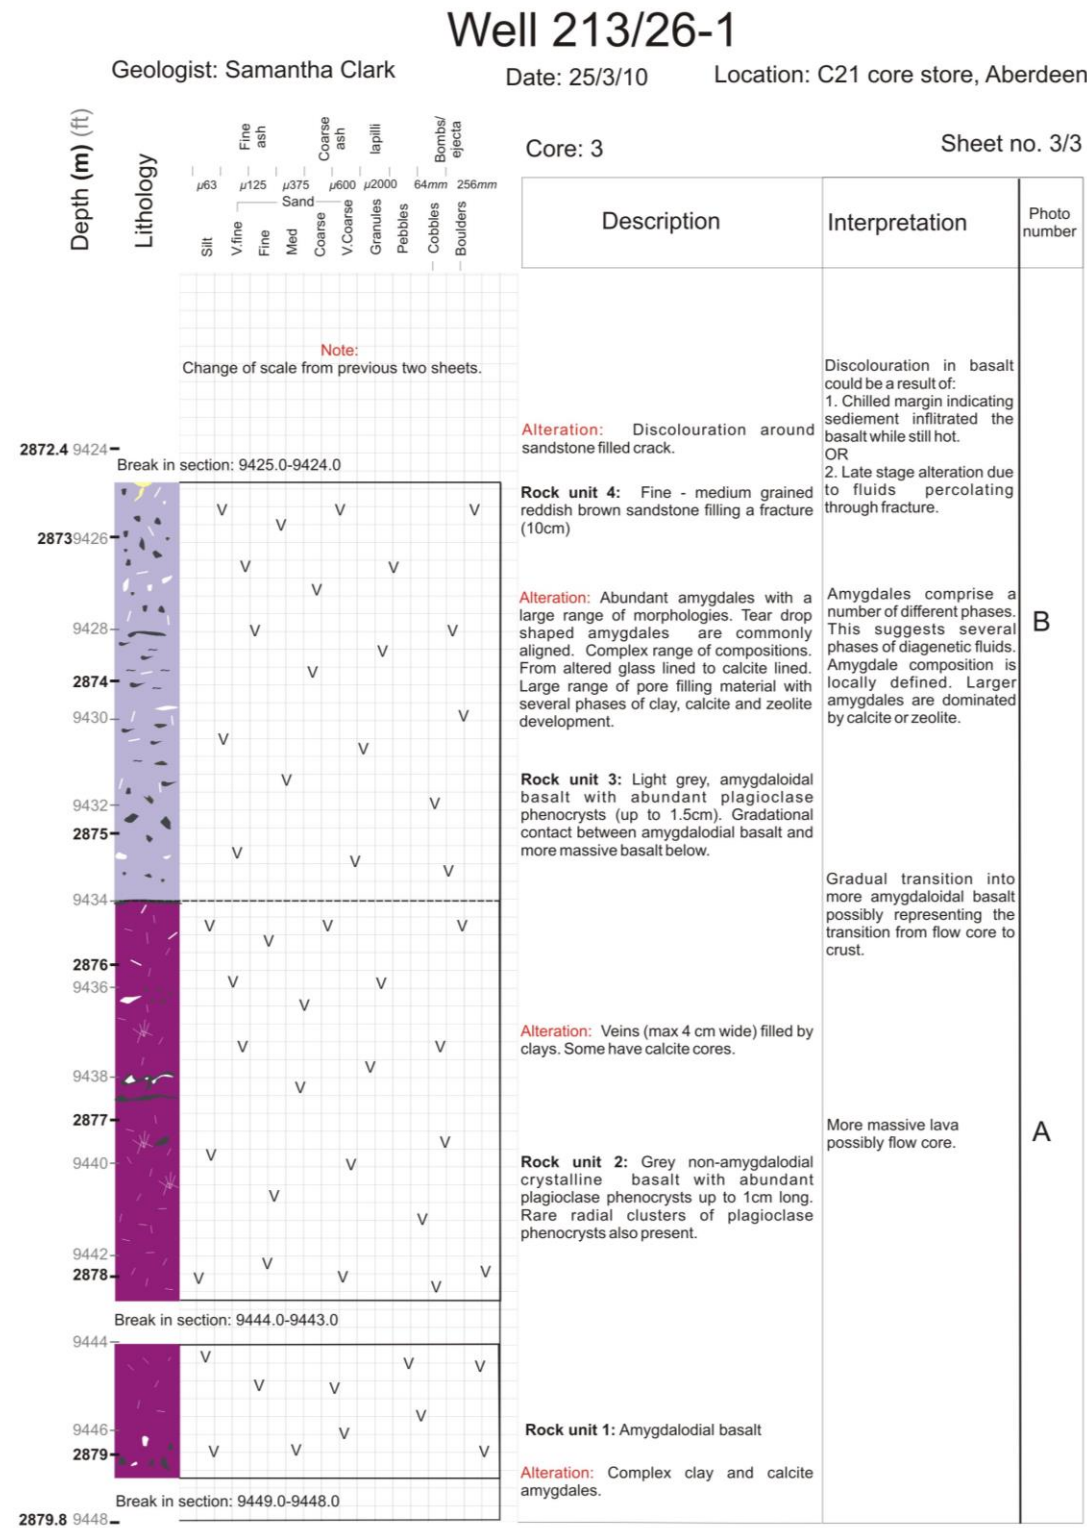 Well 213/26-1
Geologist: Samantha Clark
Date: 25/3/10
Location: C21 core store, Aberdeen
Core: 3
Sheet no. 3/3
Depth (m) (ft)
Lithology
Fine ash
Coarse ash
lapilli
Bombs/ ejecta
µ63 µ125 µ375 µ600 µ2000 64mm 256mm
Sand
Silt
V.fine
Fine
Med
Coarse
V.Coarse
Granules
Pebbles
Cobbles
Boulders
Description
Interpretation
Photo
number
Note:
Change of scale from previous two sheets.
2872.4 9424
Break in section: 9425.0-9424.0
2873 9426
9428
2874
9430
9432
2875
9434
2876
9436
9438
2877
9440
9442
2878
Break in section: 9444.0-9443.0
9444
9446
2879
Break in section: 9449.0-9448.0
2879.8 9448
Alteration: Discolouration around
sandstone filled crack.
Rock unit 4: Fine - medium grained
reddish brown sandstone filling a fracture
(10cm)
Alteration: Abundant amygdales with a
large range of morphologies. Tear drop
shaped amygdales are commonly
aligned. Complex range of compositions.
From altered glass lined to calcite lined.
Large range of pore filling material with
several phases of clay, calcite and zeolite
development.
Rock unit 3: Light grey, amygdaloidal
basalt with abundant plagioclase
phenocrysts (up to 1.5cm). Gradational
contact between amygdalodial basalt and
more massive basalt below.
Alteration: Veins (max 4 cm wide) filled by
clays. Some have calcite cores.
Rock unit 2: Grey non-amygdalodial
crystalline basalt with abundant
plagioclase phenocrysts up to 1cm long.
Rare radial clusters of plagioclase
phenocrysts also present.
Rock unit 1: Amygdalodial basalt
Alteration: Complex clay and calcite
amygdales.
Discolouration in basalt
could be a result of:
1. Chilled margin indicating
sediement inflitrated the
basalt while still hot.
OR
2. Late stage alteration due
to fluids percolating
through fracture.
Amygdales comprise a
number of different phases.
This suggests several
phases of diagenetic fluids.
Amygdale composition is
locally defined. Larger
amygdales are dominated
by calcite or zeolite.
Gradual transition into
more amygdaloidal basalt
possibly representing the
transition from flow core to
crust.
More massive lava
possibly flow core.
B
A